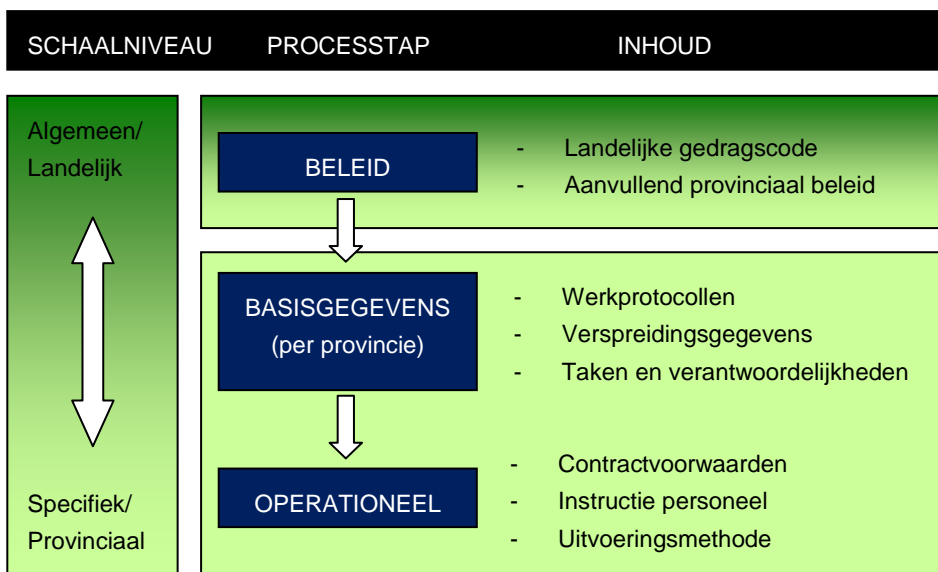 SCHAALNIVEAU PROCESSTAP INHOUD
Algemeen/
Landelijk
BELEID
- Landelijke gedragscode
- Aanvullend provinciaal beleid
BASISGEGEVENS
(per provincie)
- Werkprotocollen
- Verspreidingsgegevens
- Taken en verantwoordelijkheden
Specifiek/
Provinciaal
OPERATIONEEL
- Contractvoorwaarden
- Instructie personeel
- Uitvoeringsmethode